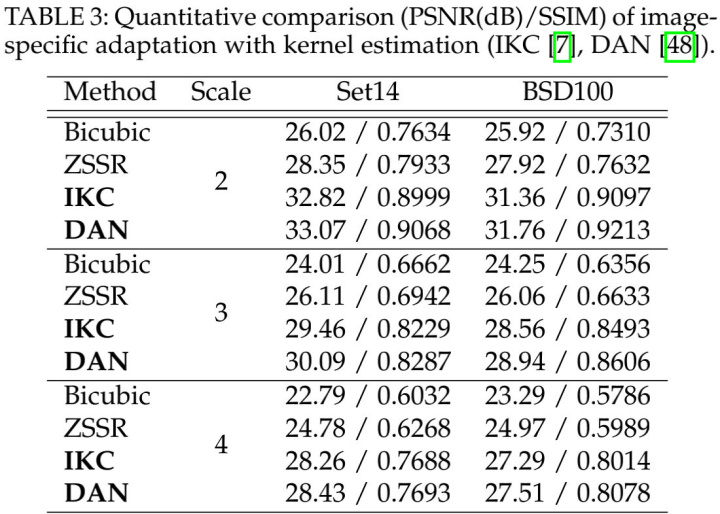 TABLE 3: Quantitative comparison (PSNR(dB)/SSIM) of image-
specific adaptation with kernel estimation (IKC [7], DAN [48]).
Method Scale Set14 BSD100
Bicubic 26.02 / 0.7634 25.92 / 0.7310
ZSSR 28.35 / 0.7933 27.92 / 0.7632
2
IKC 32.82 / 0.8999 31.36 / 0.9097
DAN 33.07 / 0.9068 31.76 / 0.9213
Bicubic 24.01 / 0.6662 24.25 / 0.6356
ZSSR 26.11 / 0.6942 26.06 / 0.6633
3
IKC 29.46 / 0.8229 28.56 / 0.8493
DAN 30.09 / 0.8287 28.94 / 0.8606
Bicubic 22.79 / 0.6032 23.29 / 0.5786
ZSSR 24.78 / 0.6268 24.97 / 0.5989
4
IKC 28.26 / 0.7688 27.29 / 0.8014
DAN 28.43 / 0.7693 27.51 / 0.8078